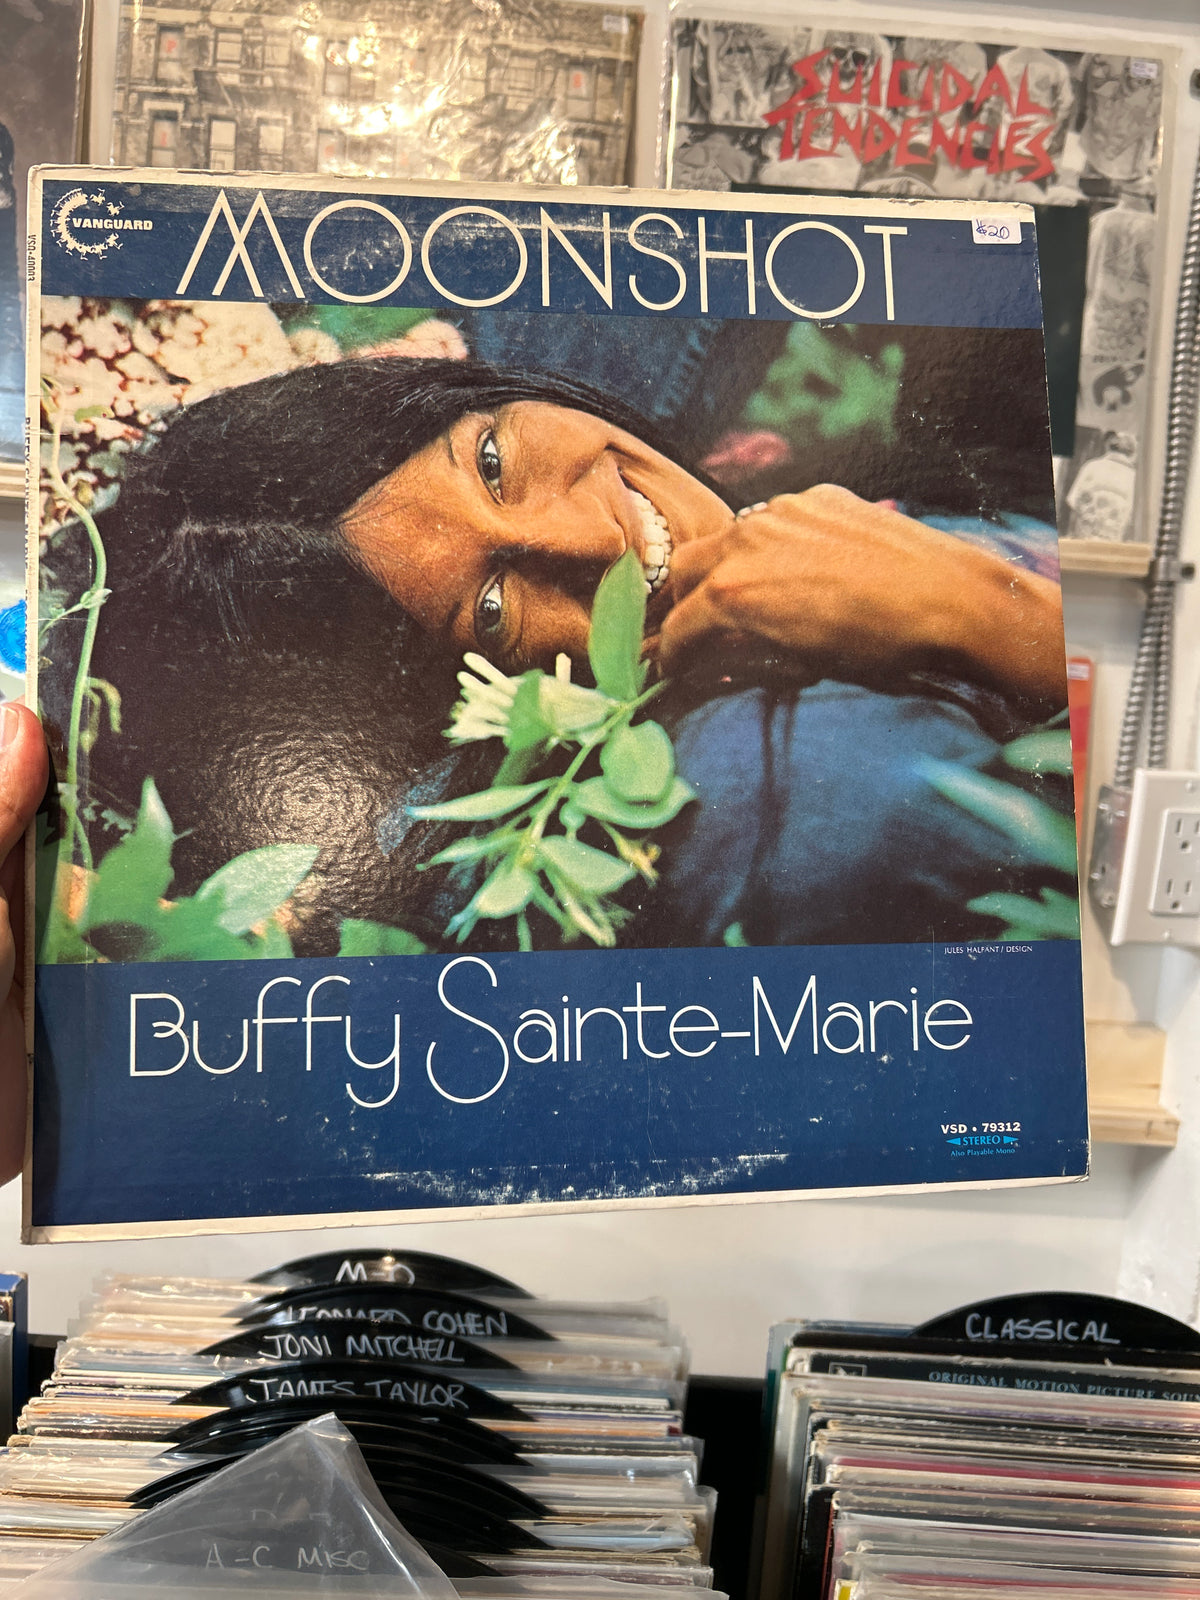 SUICIDAL
TENDENCIES
VANGUARD
MOONSHOT
$20
JULES HALFANT / DESIGN
Buffy Sainte-Marie
VSD • 79312
STEREO
Also Playable Mono
LEONARD COHEN
JONI MITCHELL
JAMES TAYLOR
A-C MISC
CLASSICAL
ORIGINAL MOTION PICTURE